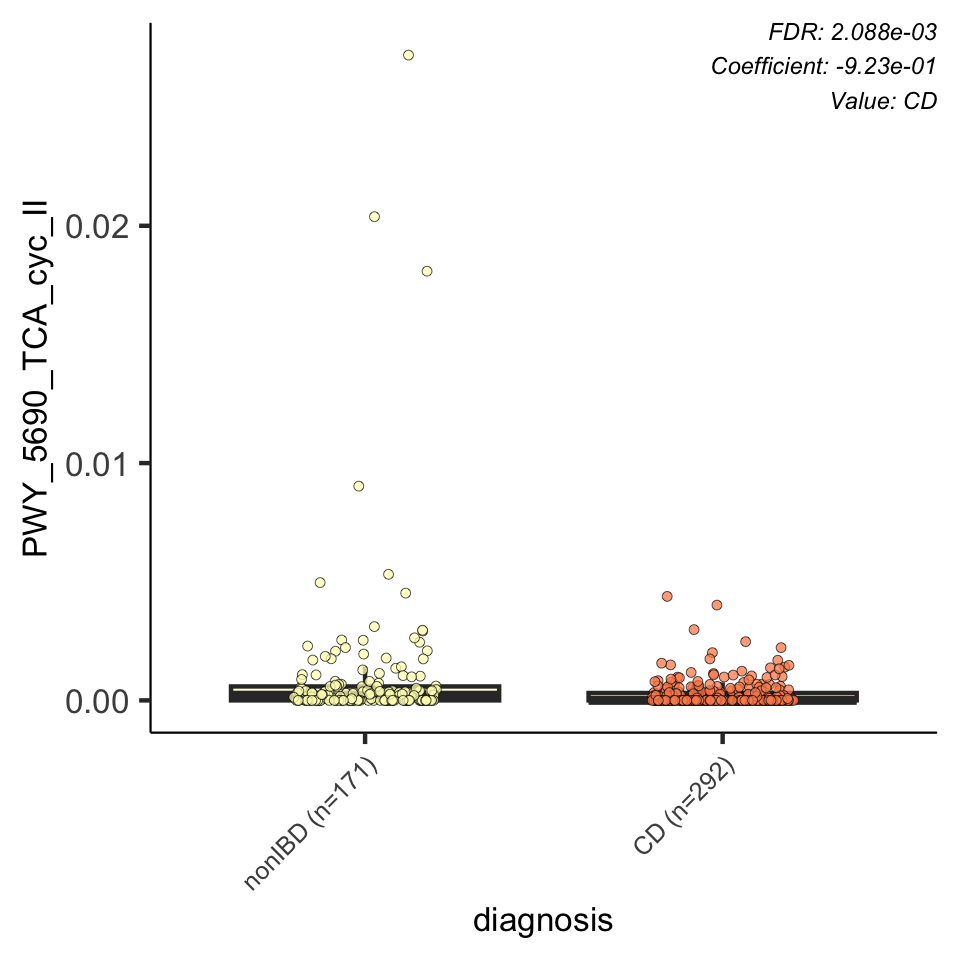 FDR: 2.088e-03
Coefficient: -9.23e-01
Value: CD
PWY_5690_TCA_cyc_II
0.02
0.01
0.00
nonIBD (n=171)
CD (n=292)
diagnosis